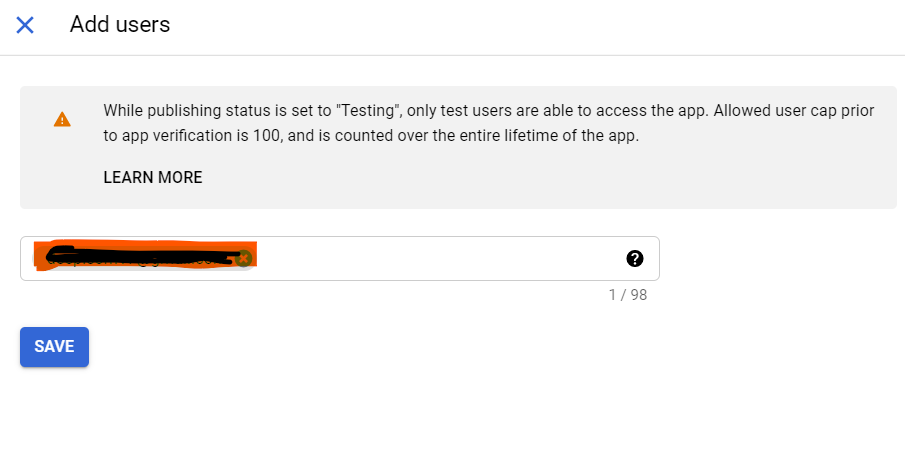 Add users
While publishing status is set to "Testing", only test users are able to access the app. Allowed user cap prior
to app verification is 100, and is counted over the entire lifetime of the app.
LEARN MORE
1 / 98
SAVE